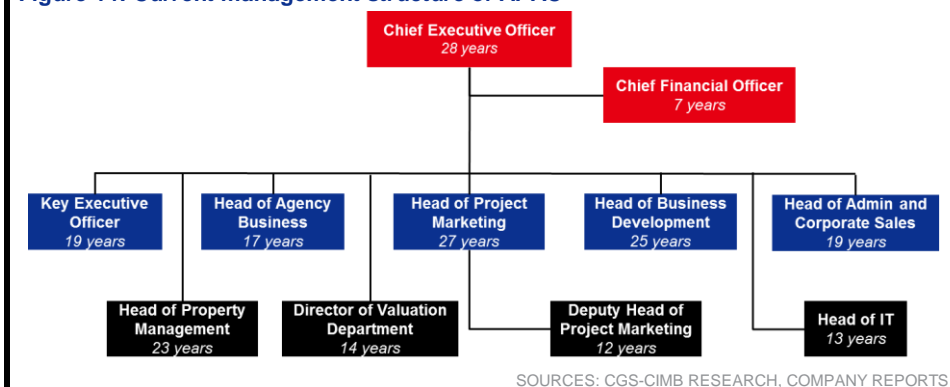 Chief Executive Officer
28 years
Chief Financial Officer
7 years
Key Executive
Officer
19 years
Head of Agency
Business
17 years
Head of Project
Marketing
27 years
Head of Business
Development
25 years
Head of Admin and
Corporate Sales
19 years
Head of Property
Management
23 years
Director of Valuation
Department
14 years
Deputy Head of
Project Marketing
12 years
Head of IT
13 years
SOURCES: CGS-CIMB RESEARCH, COMPANY REPORTS